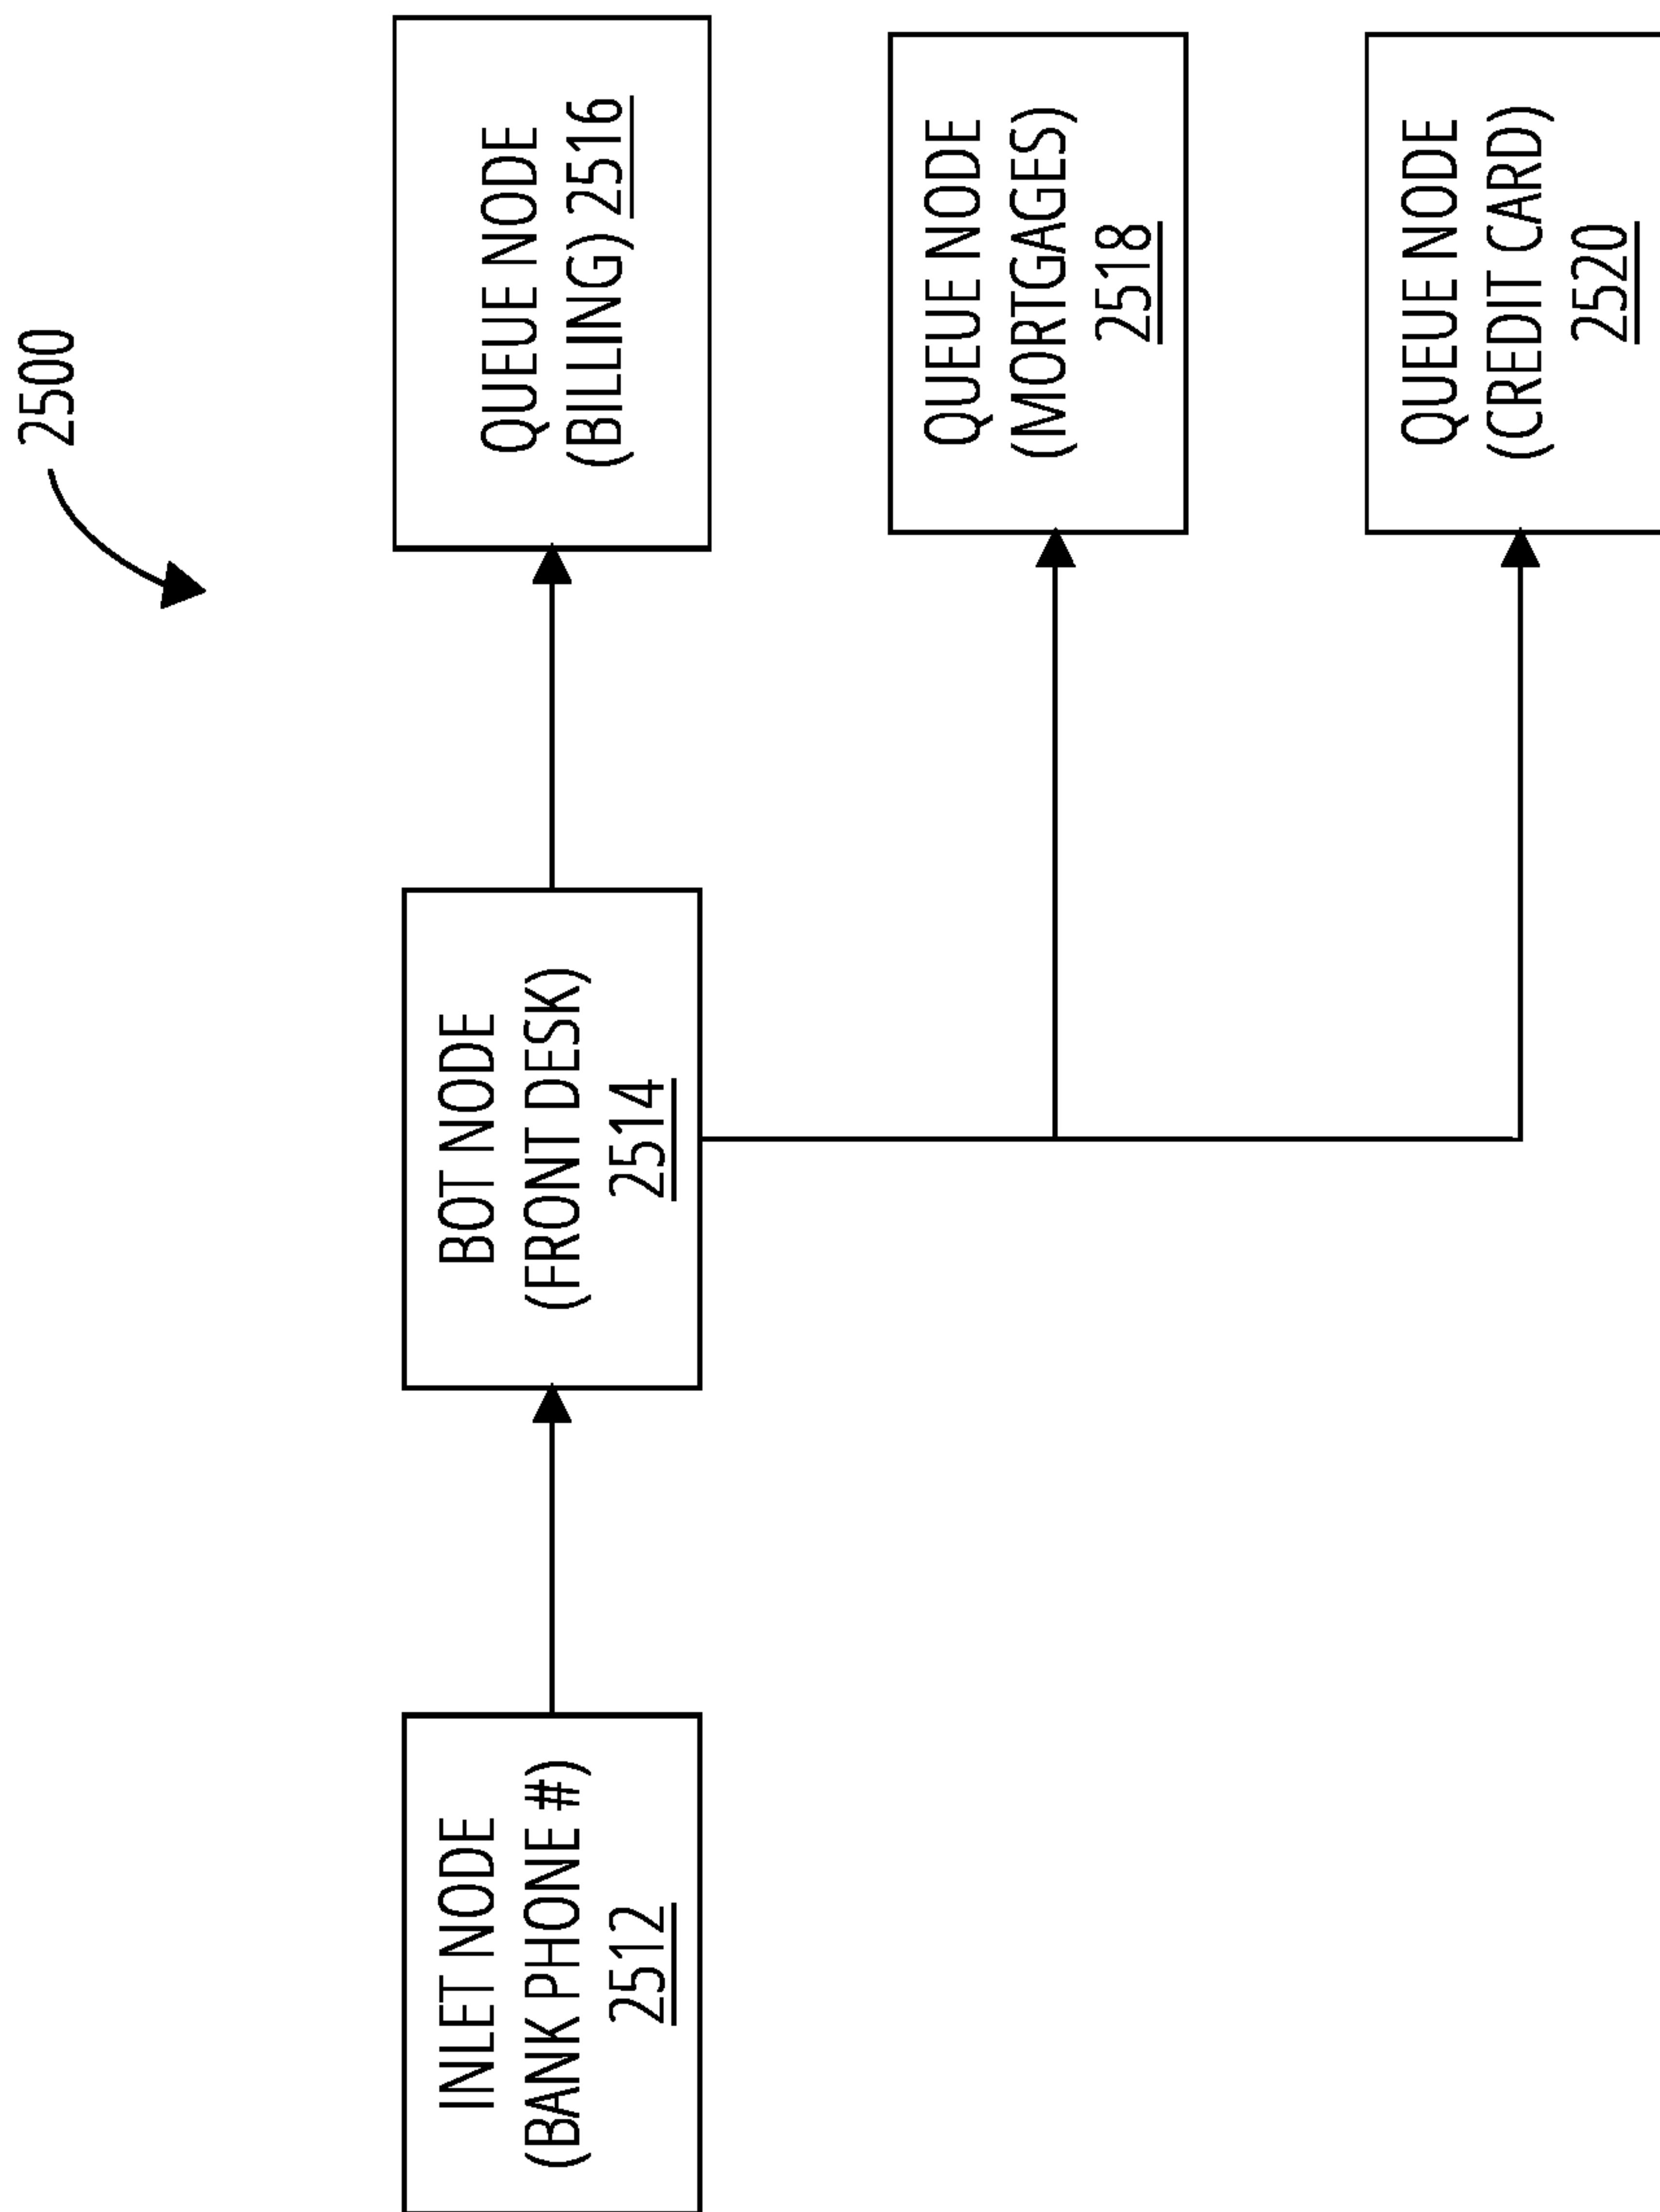 2500
INLET NODE
(BANK PHONE #)
2512
BOT NODE
(FRONT DESK)
2514
QUEUE NODE
(BILLING) 2516
QUEUE NODE
(MORTGAGES)
2518
QUEUE NODE
(CREDIT CARD)
2520